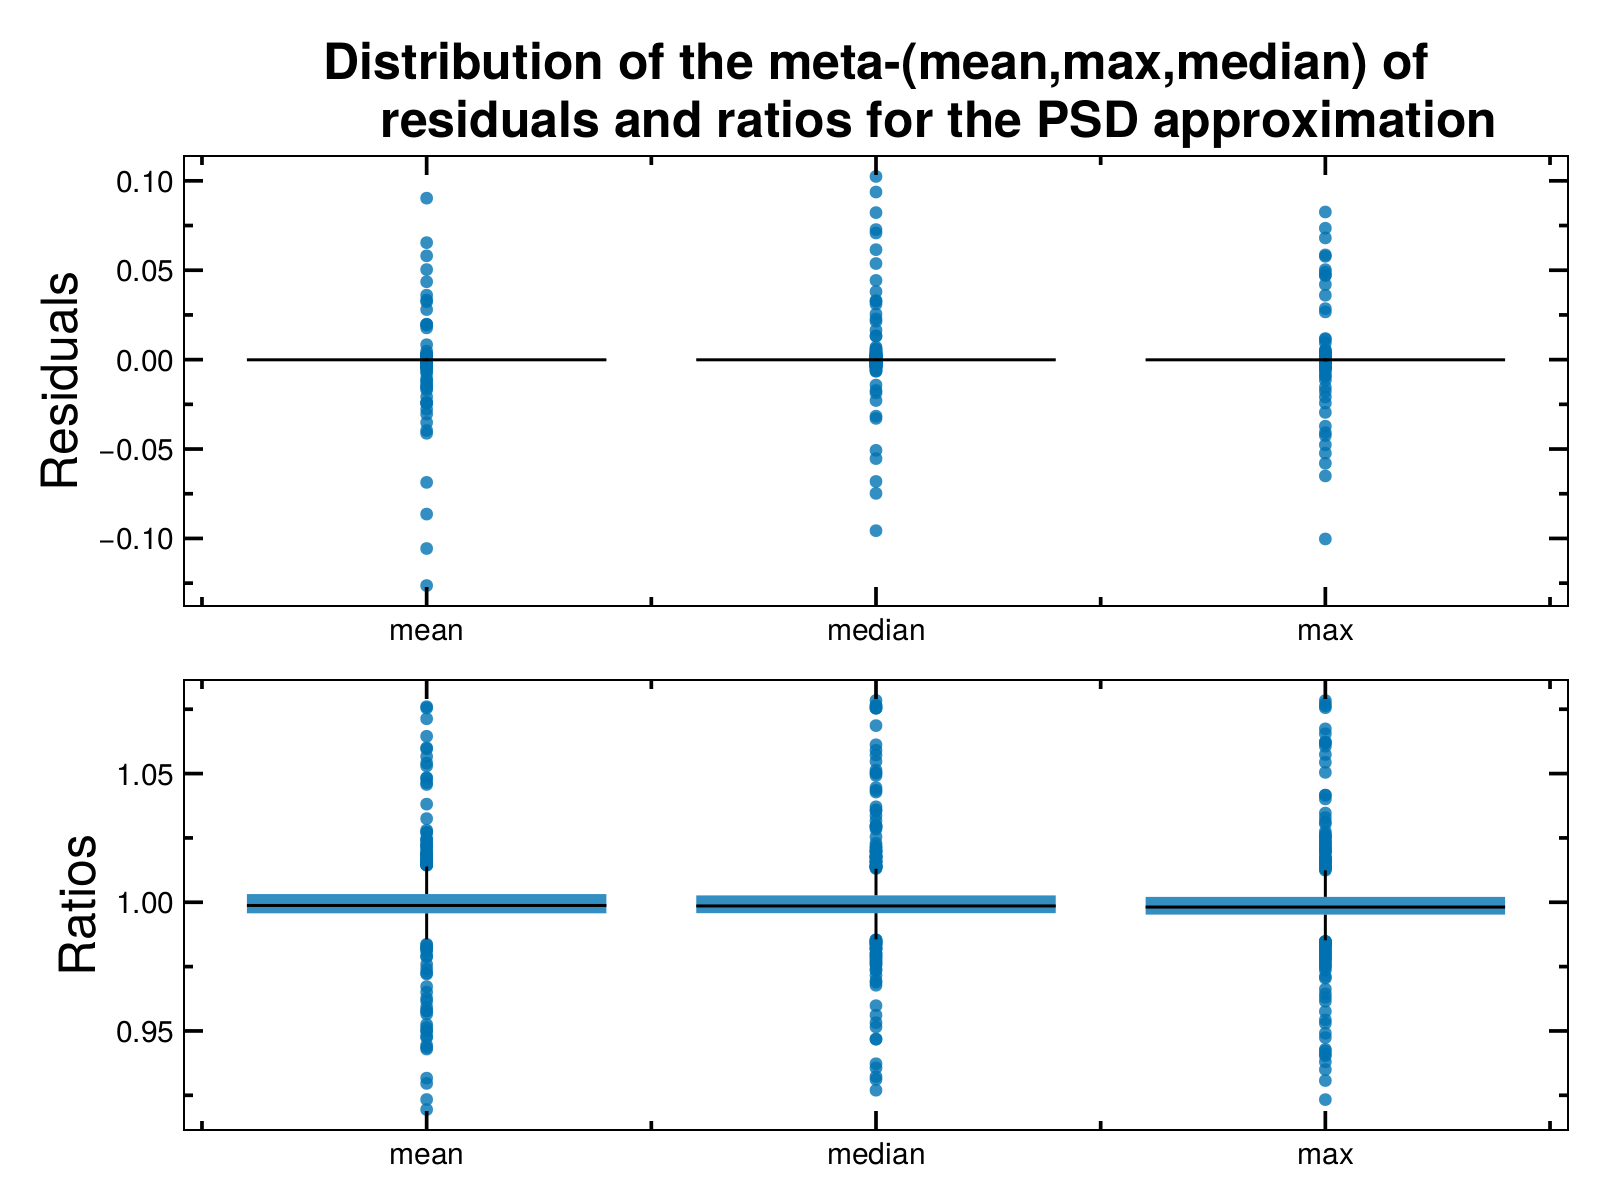 Distribution of the meta-(mean,max,median) of
residuals and ratios for the PSD approximation
Residuals
0.10
0.05
0.00
−0.05
−0.10
mean median max
Ratios
1.05
1.00
0.95
mean median max